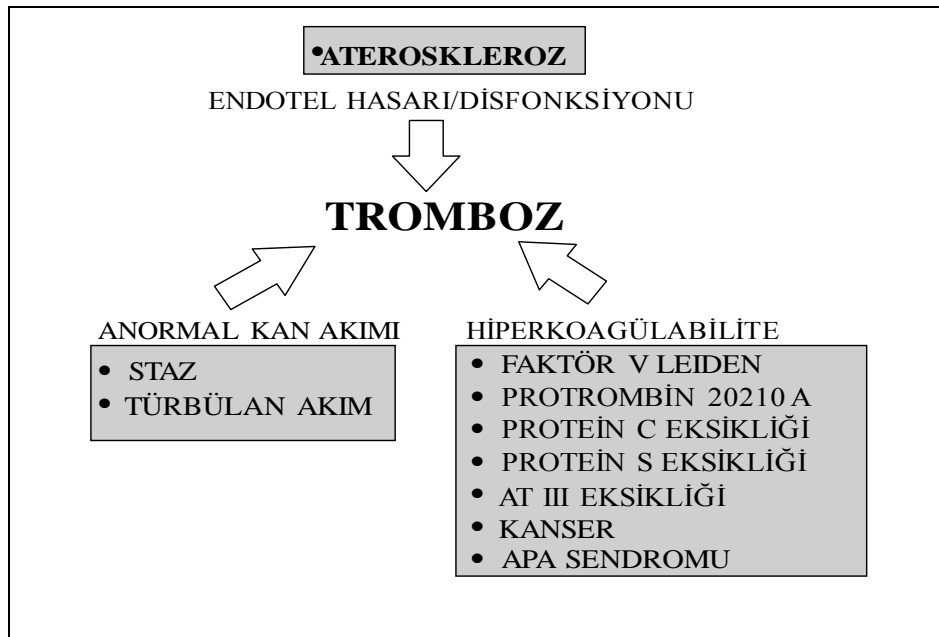 •ATEROSKLEROZ
ENDOTEL HASARI/DİSFONKSİYONU
TROMBOZ
ANORMAL KAN AKIMI
• STAZ
• TÜRBÜLAN AKIM
HİPERKOAGÜLABİLİTE
• FAKTÖR V LEIDEN
• PROTROMBİN 20210 A
• PROTEİN C EKSİKLİĞİ
• PROTEİN S EKSİKLİĞİ
• AT III EKSİKLİĞİ
• KANSER
• APA SENDROMU